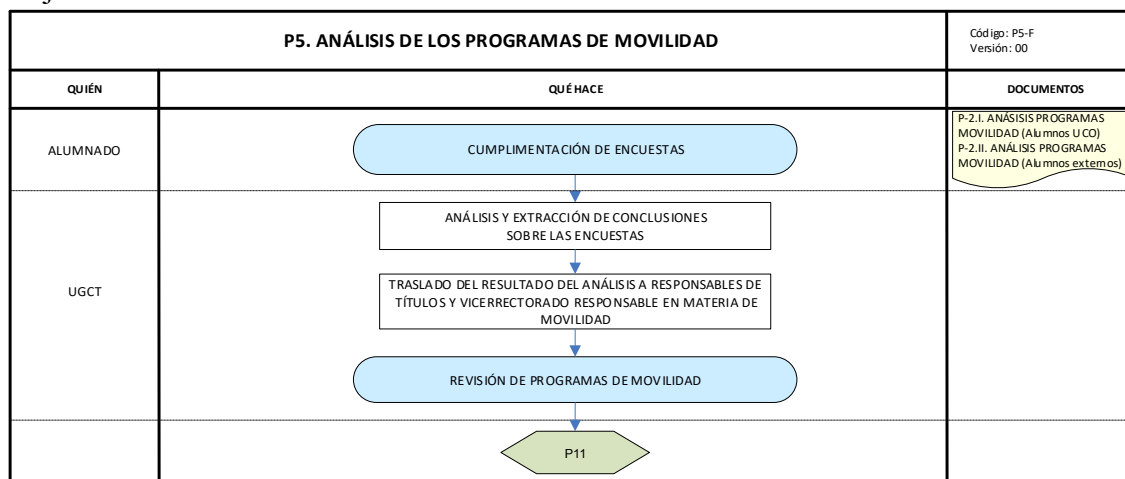 P5. ANÁLISIS DE LOS PROGRAMAS DE MOVILIDAD
Código: P5-F
Versión: 00
QUIÉN
QUÉ HACE
DOCUMENTOS
ALUMNADO
CUMPLIMENTACIÓN DE ENCUESTAS
P-2.I. ANÁSISIS PROGRAMAS
MOVILIDAD (Alumnos UCO)
P-2.II. ANÁLISIS PROGRAMAS
MOVILIDAD (Alumnos externos)
UGCT
ANÁLISIS Y EXTRACCIÓN DE CONCLUSIONES
SOBRE LAS ENCUESTAS
TRASLADO DEL RESULTADO DEL ANÁLISIS A RESPONSABLES DE
TÍTULOS Y VICERRECTORADO RESPONSABLE EN MATERIA DE
MOVILIDAD
REVISIÓN DE PROGRAMAS DE MOVILIDAD
P11